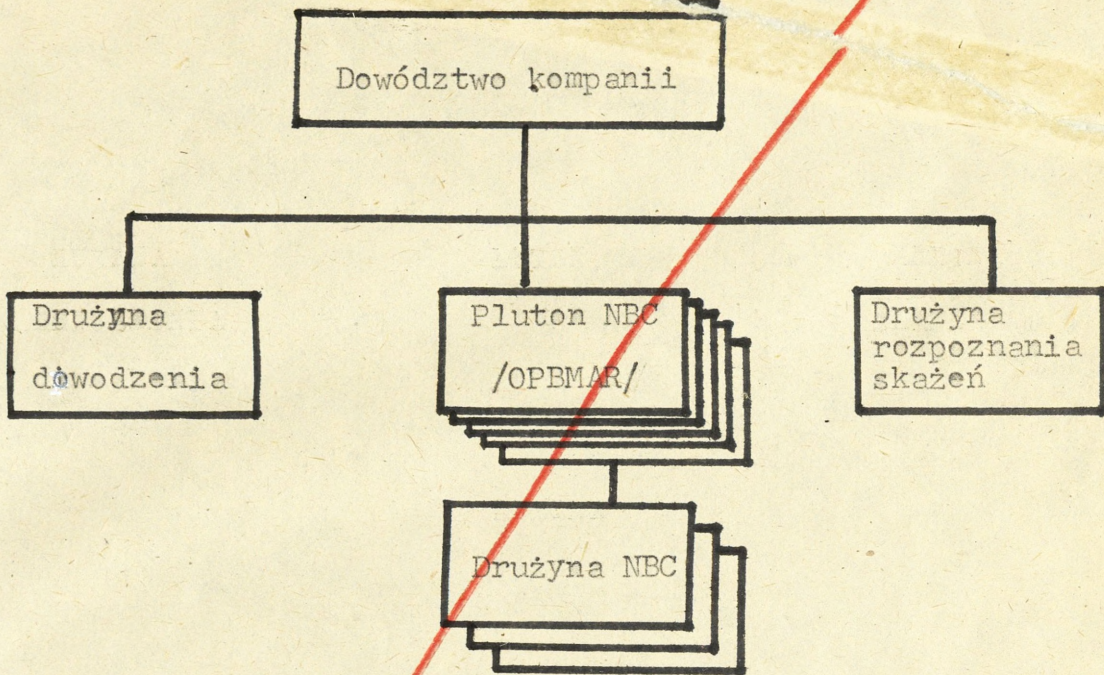 Dowództwo kompanii
Drużyna
dowodzenia
Pluton NBC
/OPBMAR/
Drużyna
rozpoznania
skażeń
Drużyna NBC